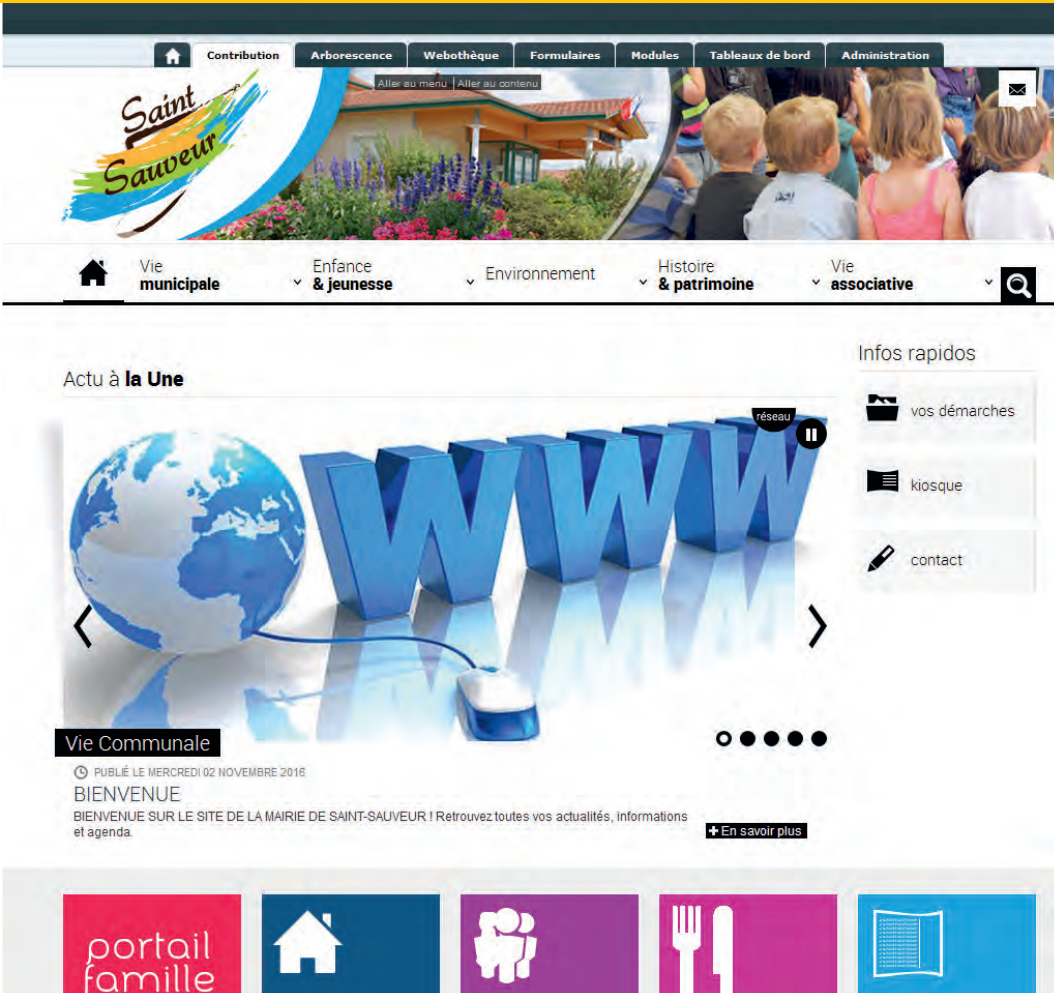 Contribution Arborescence Webothèque Formulaires Modules Tableaux de bord Administration
Aller au menu Aller au contenu
Saint
Sauveur
Vie
municipale
Enfance
& jeunesse
Environnement
Histoire
& patrimoine
Vie
associative
Actu à la Une
Infos rapidos
vos démarches
kiosque
contact
réseau
WWW
Vie Communale
PUBLIÉ LE MERCREDI 02 NOVEMBRE 2016
BIENVENUE
BIENVENUE SUR LE SITE DE LA MAIRIE DE SAINT-SAUVEUR ! Retrouvez toutes vos actualités, informations
et agenda.
+ En savoir plus
portail
famille